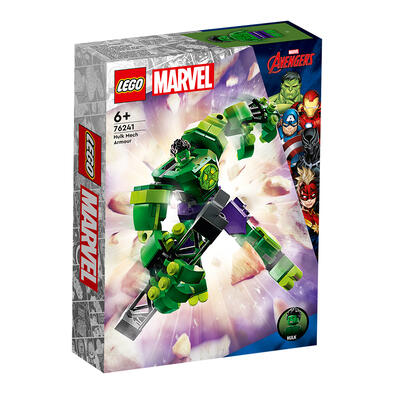 LEGO
MARVEL
MARVEL
AVENGERS
6+
76241
Hulk Mech
Armour
LEGO
MARVEL
HULK